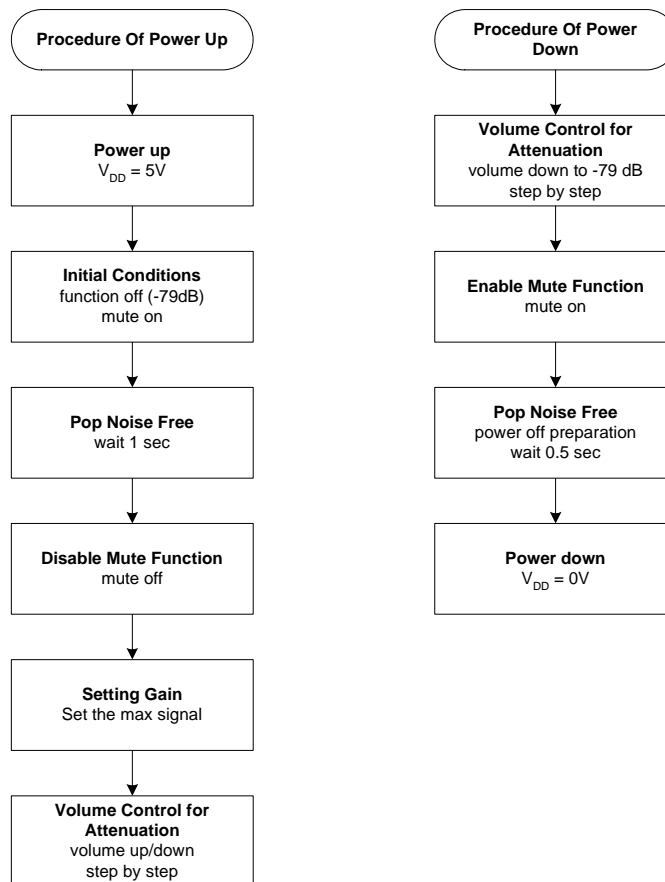 Procedure Of Power Up
Power up
V_DD = 5V
Initial Conditions
function off (-79dB)
mute on
Pop Noise Free
wait 1 sec
Disable Mute Function
mute off
Setting Gain
Set the max signal
Volume Control for
Attenuation
volume up/down
step by step
Procedure Of Power
Down
Volume Control for
Attenuation
volume down to -79 dB
step by step
Enable Mute Function
mute on
Pop Noise Free
power off preparation
wait 0.5 sec
Power down
V_DD = 0V